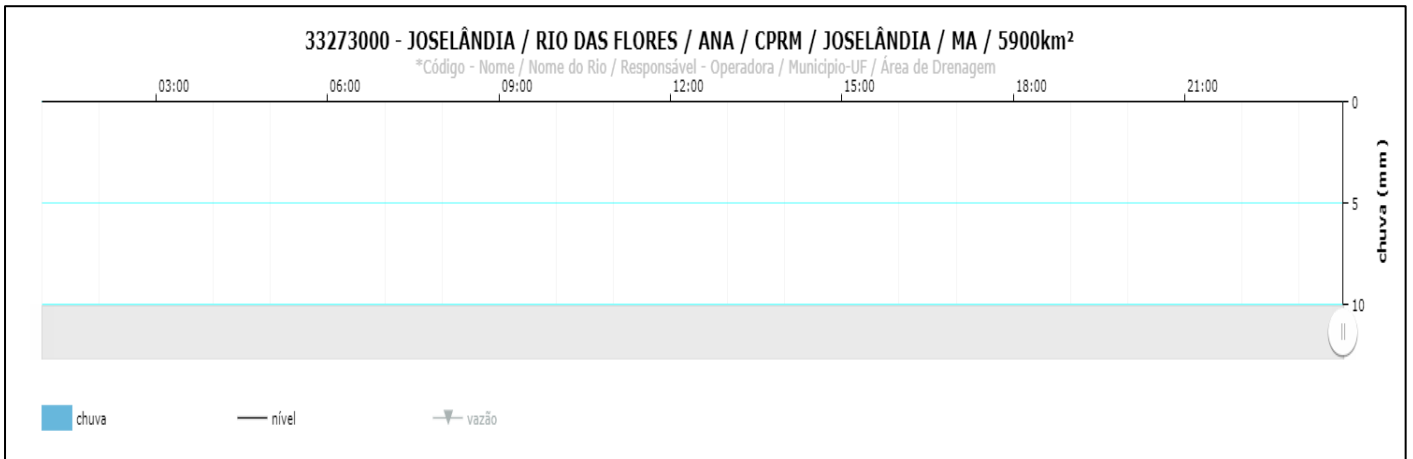 33273000 - JOSELÂNDIA / RIO DAS FLORES / ANA / CPRM / JOSELÂNDIA / MA / 5900km²
*Código - Nome / Nome do Rio / Responsável - Operadora / Municipio-UF / Área de Drenagem
03:00 06:00 09:00 12:00 15:00 18:00 21:00
0
5
10
chuva (mm)
chuva nível vazão